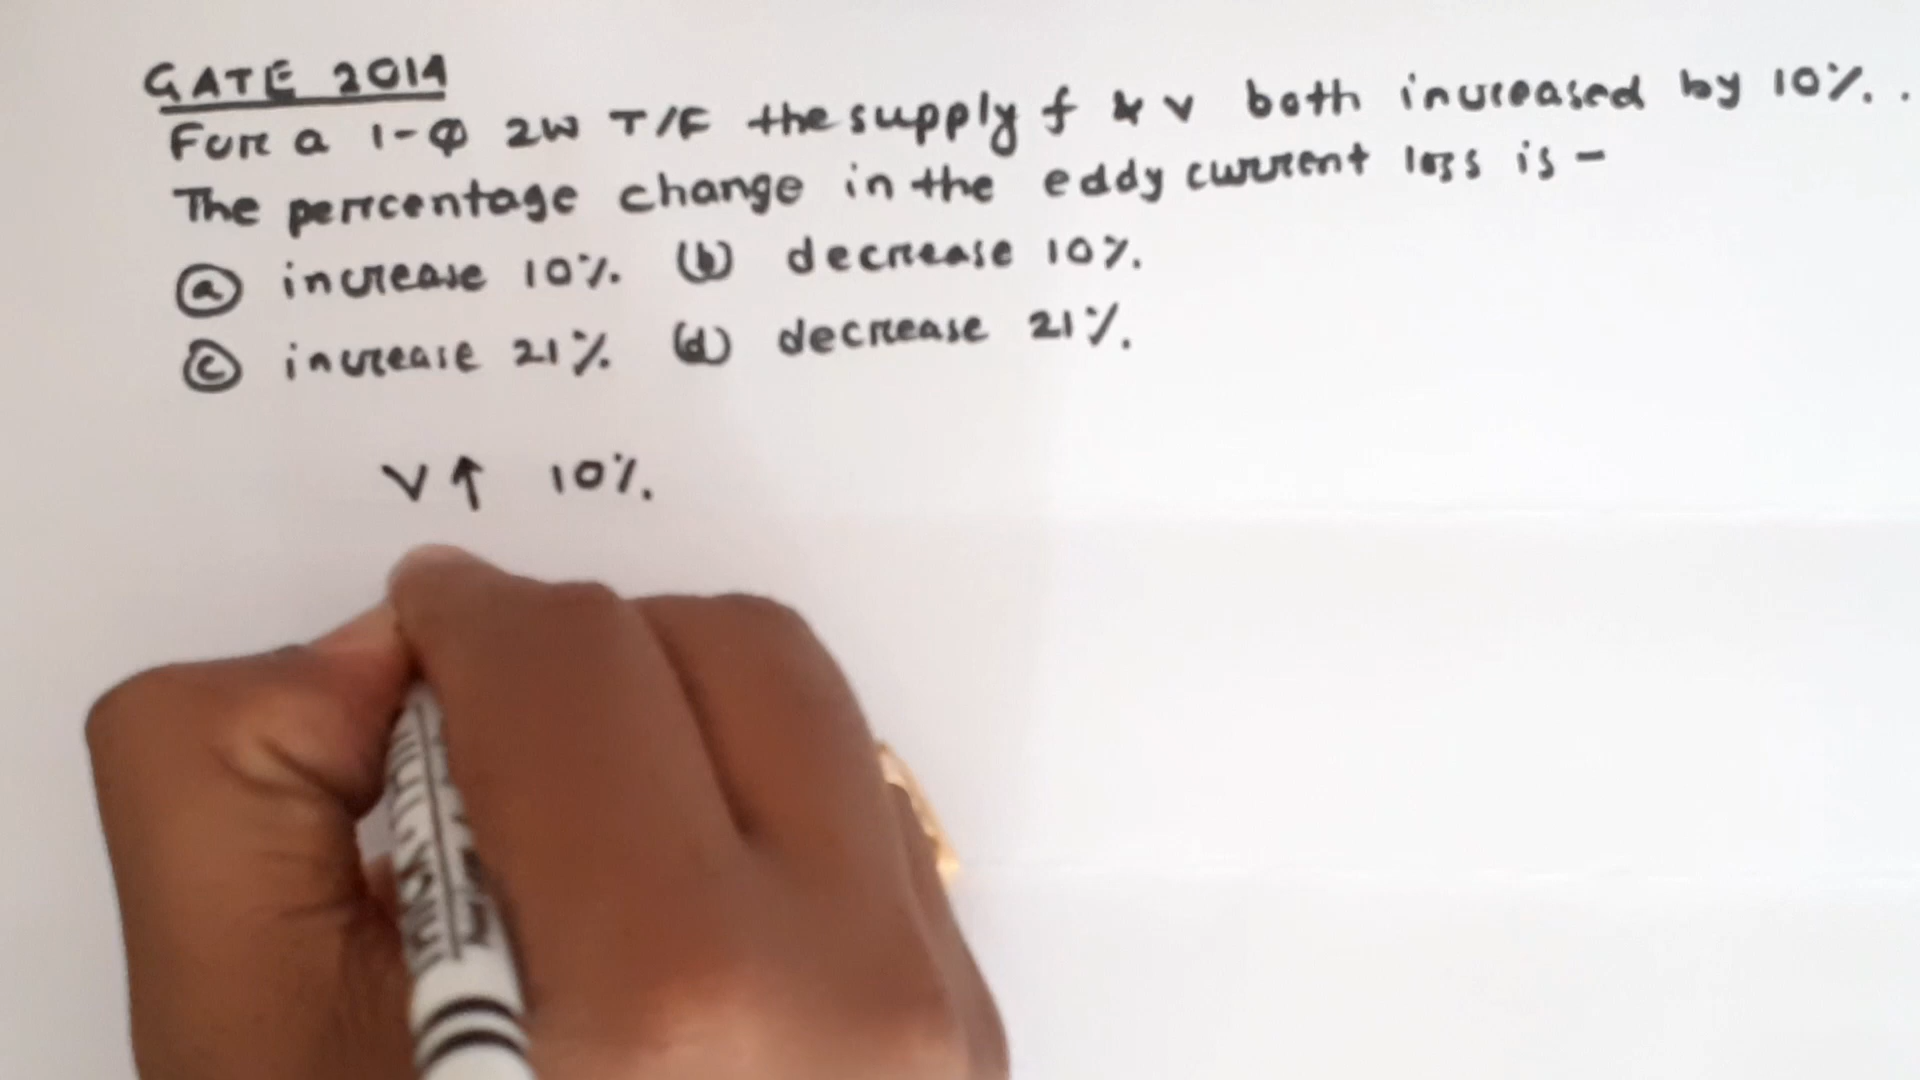 GATE 2014
For a 1-Φ 2W T/F the supply f & v both increased by 10%.
The percentage change in the eddy current loss is -
(a) increase 10%. (b) decrease 10%.
(c) increase 21%. (d) decrease 21%.
V↑ 10%.